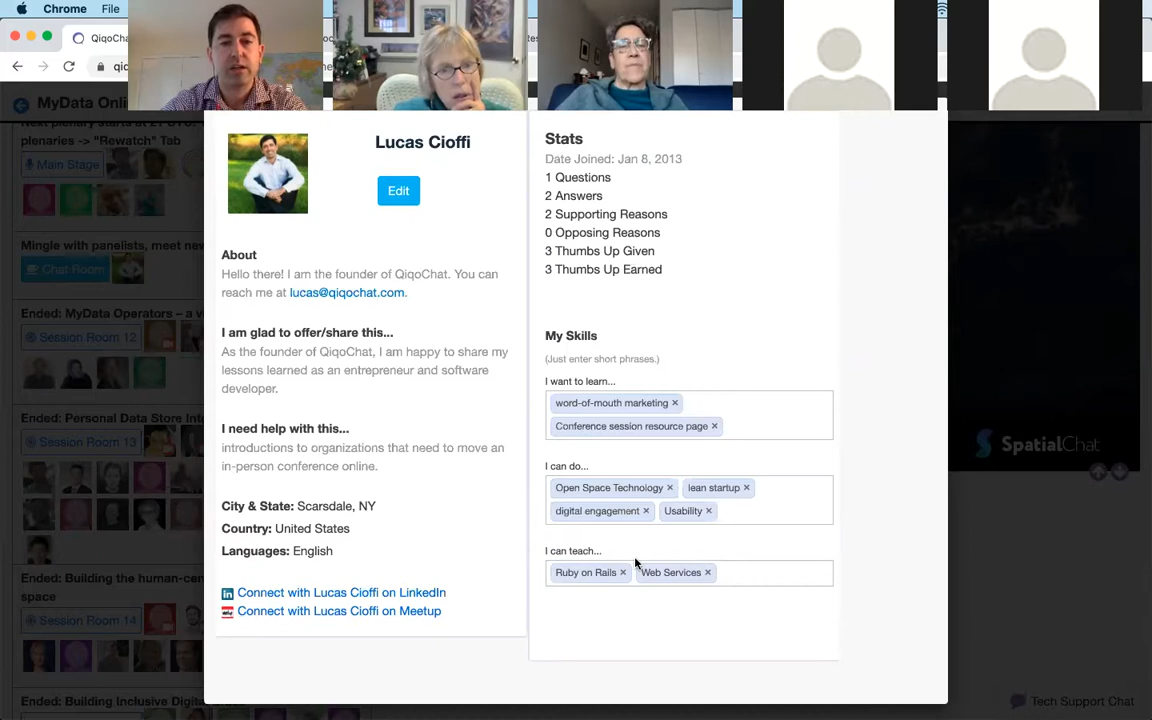 Chrome File
QiqoCha
MyData Onli
plenaries -> "Rewatch" Tab
Main Stage
Mingle with panelists, meet new
Chat Room
Ended: MyData Operators – a v
Session Room 12
Ended: Personal Data Store Inte
Session Room 13
Ended: Building the human-cen
space
Session Room 14
Ended: Building Inclusive Digital
Lucas Cioffi
Edit
About
Hello there! I am the founder of QiqoChat. You can
reach me at lucas@qiqochat.com.
I am glad to offer/share this...
As the founder of QiqoChat, I am happy to share my
lessons learned as an entrepreneur and software
developer.
I need help with this...
introductions to organizations that need to move an
in-person conference online.
City & State: Scarsdale, NY
Country: United States
Languages: English
Connect with Lucas Cioffi on LinkedIn
Connect with Lucas Cioffi on Meetup
Stats
Date Joined: Jan 8, 2013
1 Questions
2 Answers
2 Supporting Reasons
0 Opposing Reasons
3 Thumbs Up Given
3 Thumbs Up Earned
My Skills
(Just enter short phrases.)
I want to learn...
word-of-mouth marketing ×
Conference session resource page ×
I can do...
Open Space Technology × lean startup ×
digital engagement × Usability ×
I can teach...
Ruby on Rails × Web Services ×
SpatialChat
Tech Support Chat